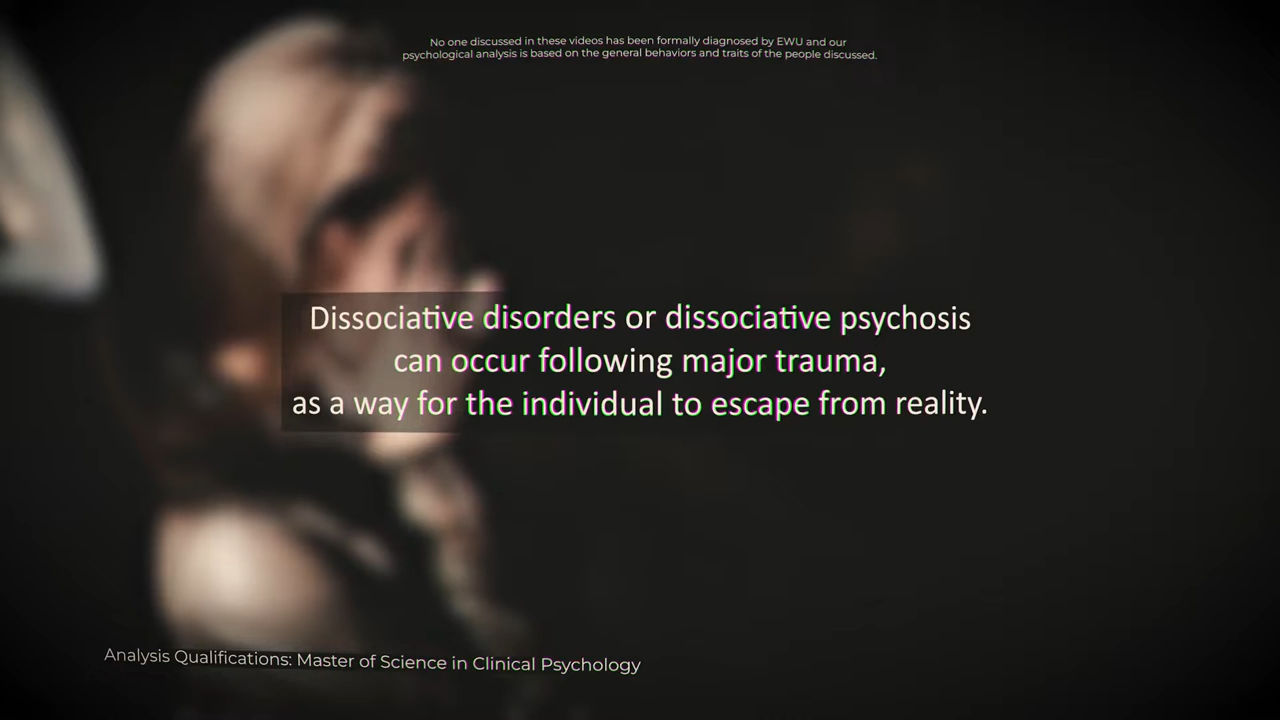 No one discussed in these videos has been formally diagnosed by EWU and our
psychological analysis is based on the general behaviors and traits of the people discussed.
Dissociative disorders or dissociative psychosis
can occur following major trauma,
as a way for the individual to escape from reality.
Analysis Qualifications: Master of Science in Clinical Psychology